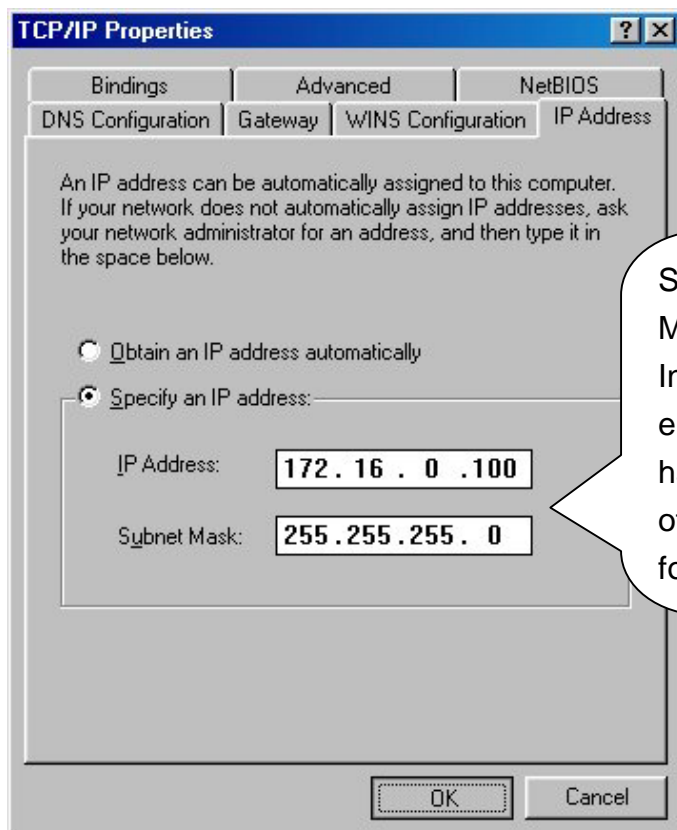 TCP/IP Properties
Bindings Advanced NetBIOS
DNS Configuration Gateway WINS Configuration IP Address
An IP address can be automatically assigned to this computer.
If your network does not automatically assign IP addresses, ask
your network administrator for an address, and then type it in
the space below.
Obtain an IP address automatically
Specify an IP address:
IP Address: 172. 16 . 0 .100
Subnet Mask: 255.255.255. 0
OK Cancel